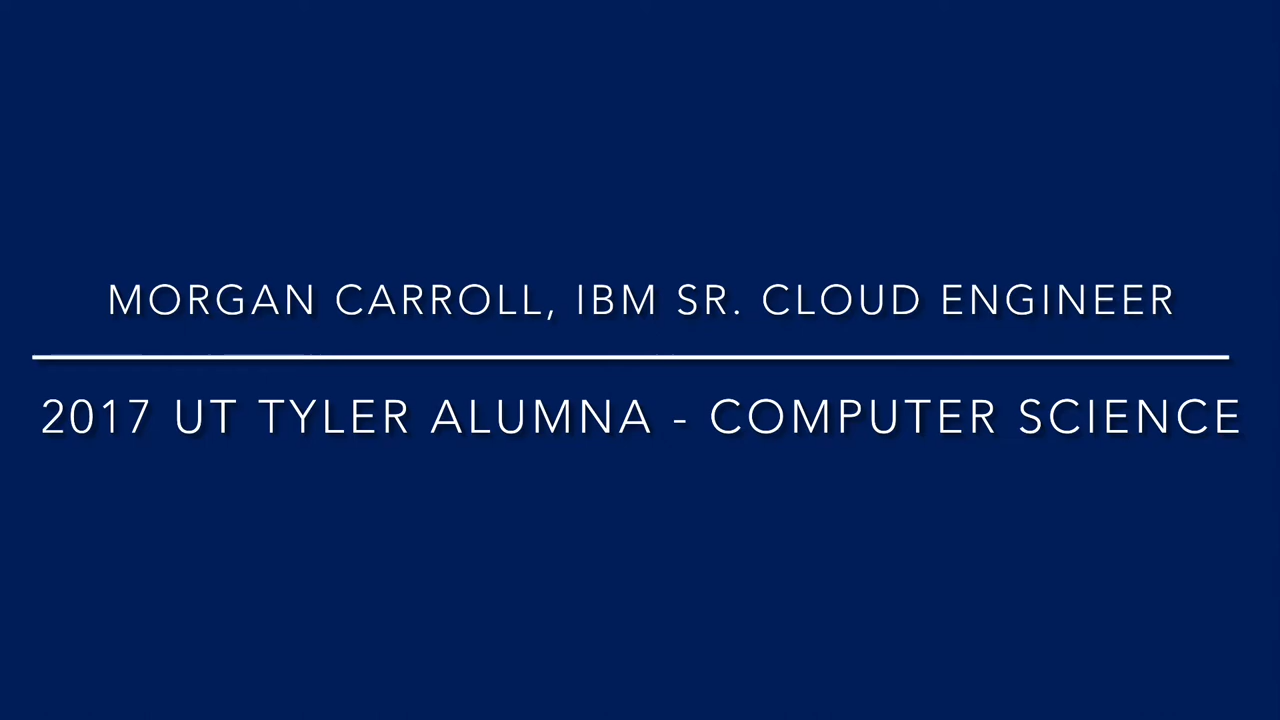 MORGAN CARROLL, IBM SR. CLOUD ENGINEER
2017 UT TYLER ALUMNA - COMPUTER SCIENCE